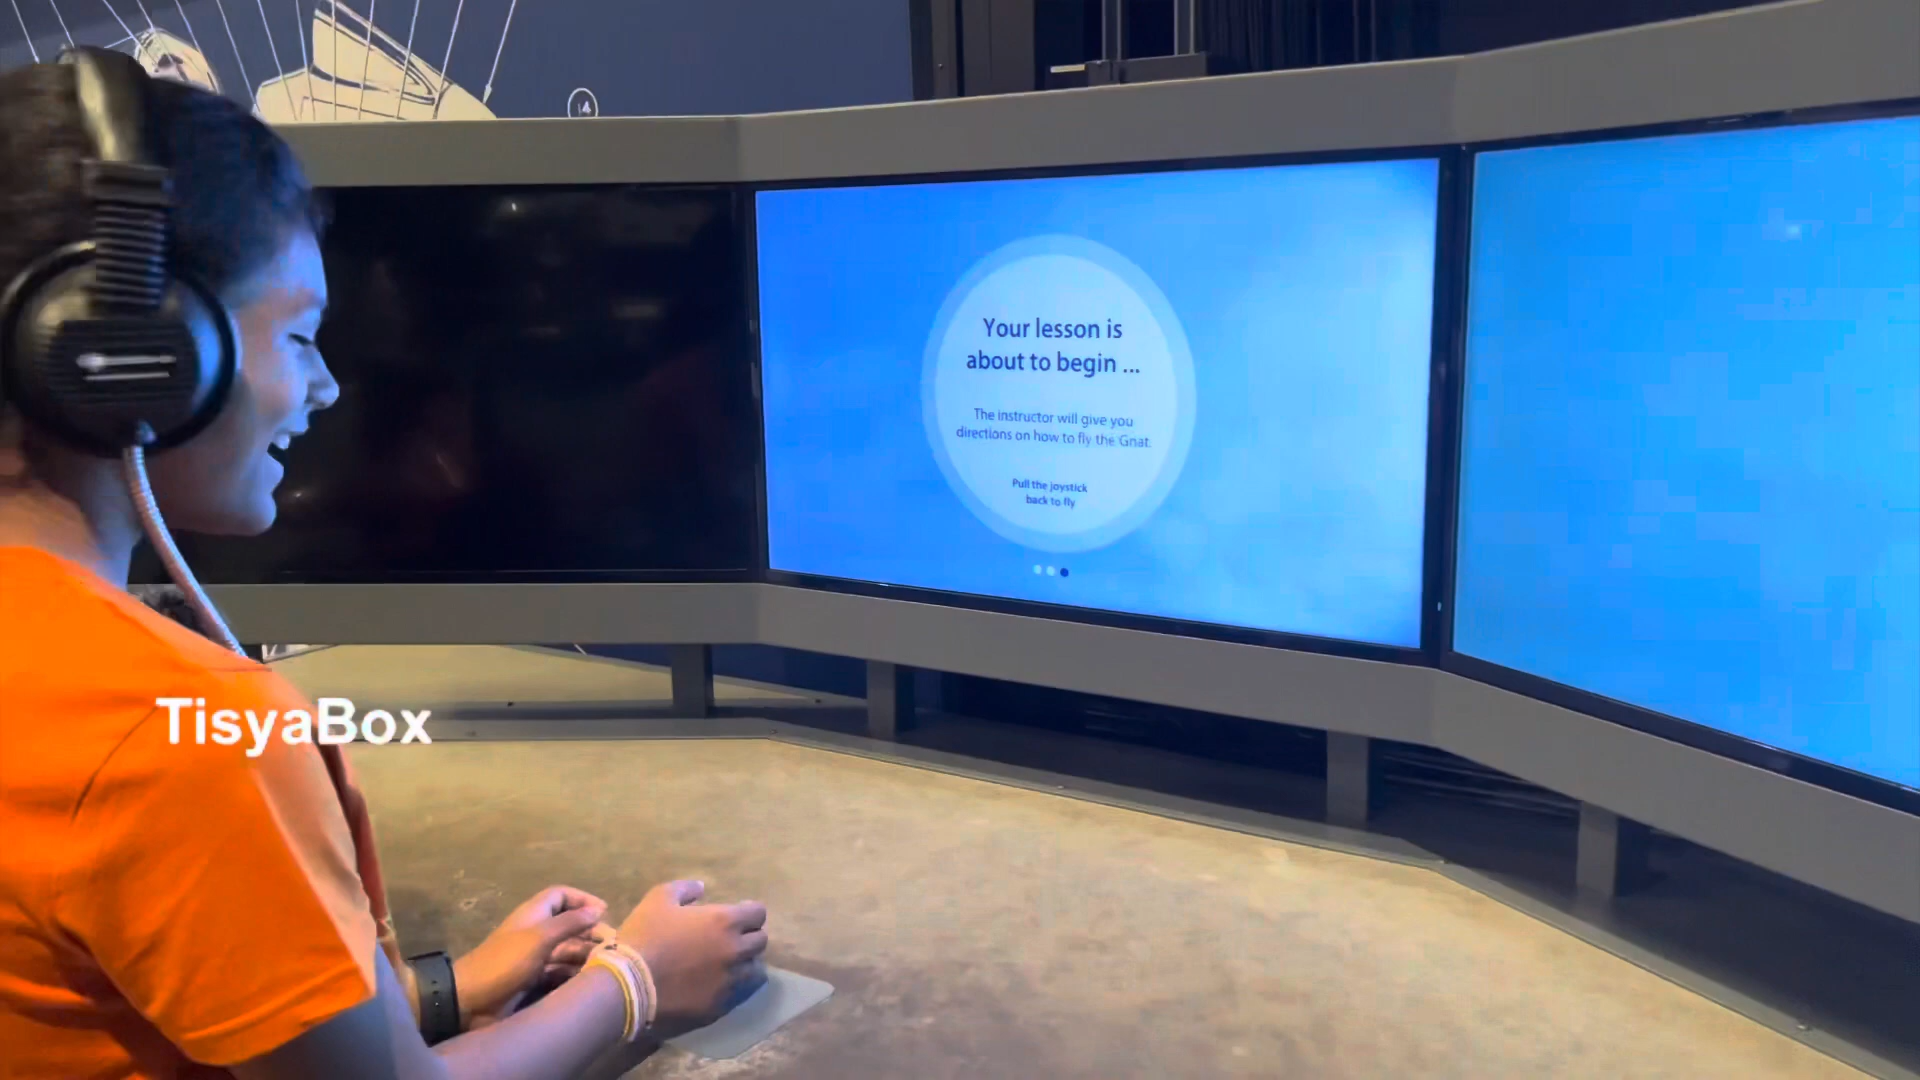 14
Your lesson is
about to begin ...
The instructor will give you
directions on how to fly the Gnat.
Pull the joystick
back to fly
TisyaBox